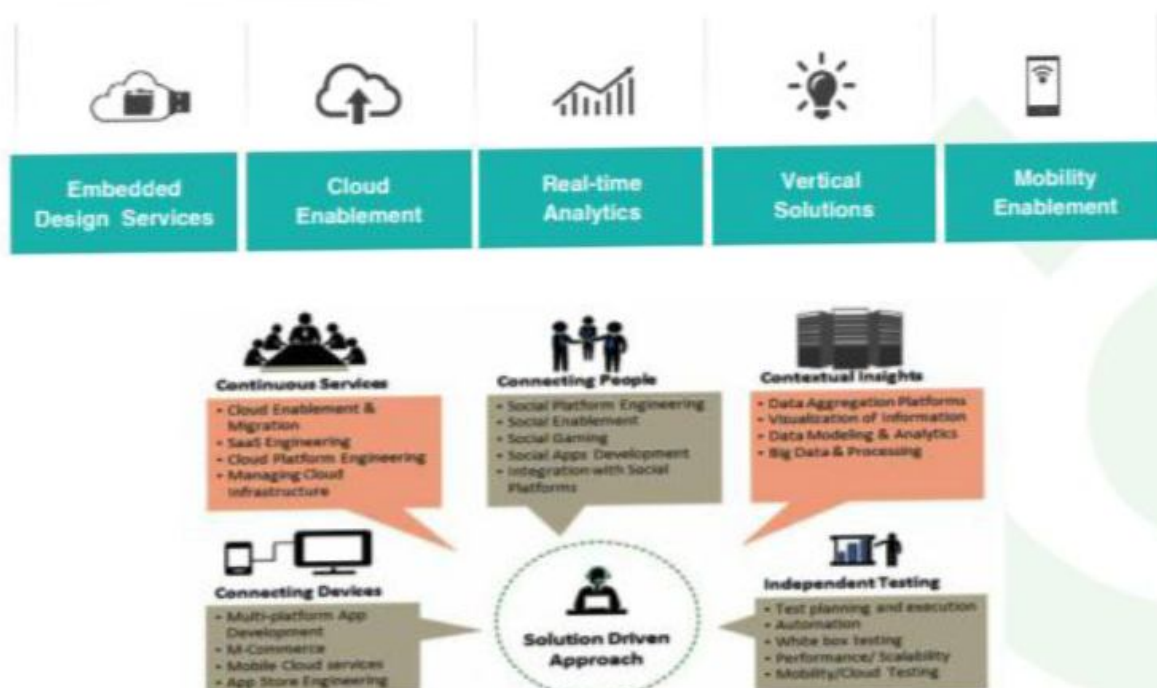 Embedded
Design Services
Cloud
Enablement
Real-time
Analytics
Vertical
Solutions
Mobility
Enablement
Continuous Services
• Cloud Enablement &
Migration
• SaaS Engineering
• Cloud Platform Engineering
• Managing Cloud
Infrastructure
Connecting People
• Social Platform Engineering
• Social Enablement
• Social Gaming
• Social Apps Development
• Integration with Social
Platforms
Contextual Insights
• Data Aggregation Platforms
• Visualization of Information
• Data Modeling & Analytics
• Big Data & Processing
Connecting Devices
• Multi-platform App
Development
• M-Commerce
• Mobile Cloud services
• App Store Engineering
Solution Driven
Approach
Independent Testing
• Test planning and execution
• Automation
• White box testing
• Performance/ Scalability
• Mobility/Cloud Testing